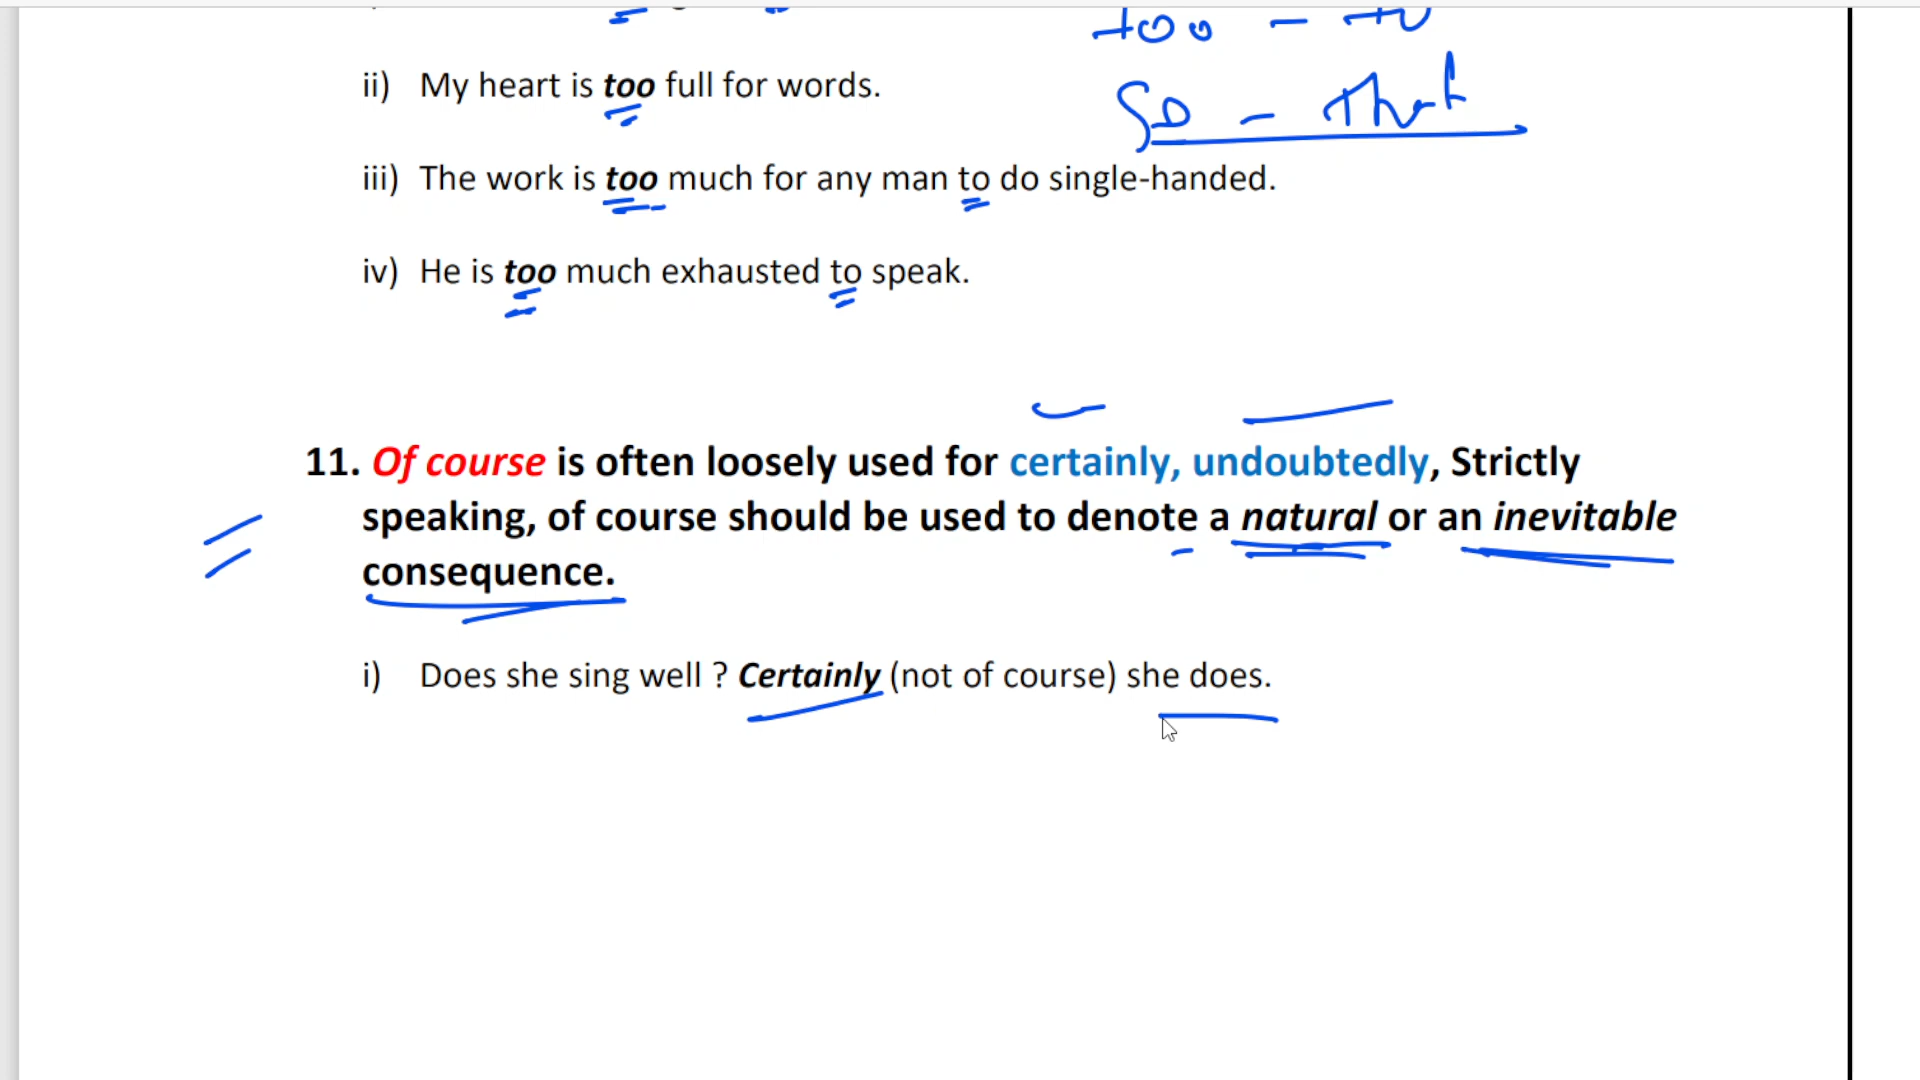 too - to
ii) My heart is too full for words.
So - That
iii) The work is too much for any man to do single-handed.
iv) He is too much exhausted to speak.
11. Of course is often loosely used for certainly, undoubtedly, Strictly
speaking, of course should be used to denote a natural or an inevitable
consequence.
i) Does she sing well ? Certainly (not of course) she does.